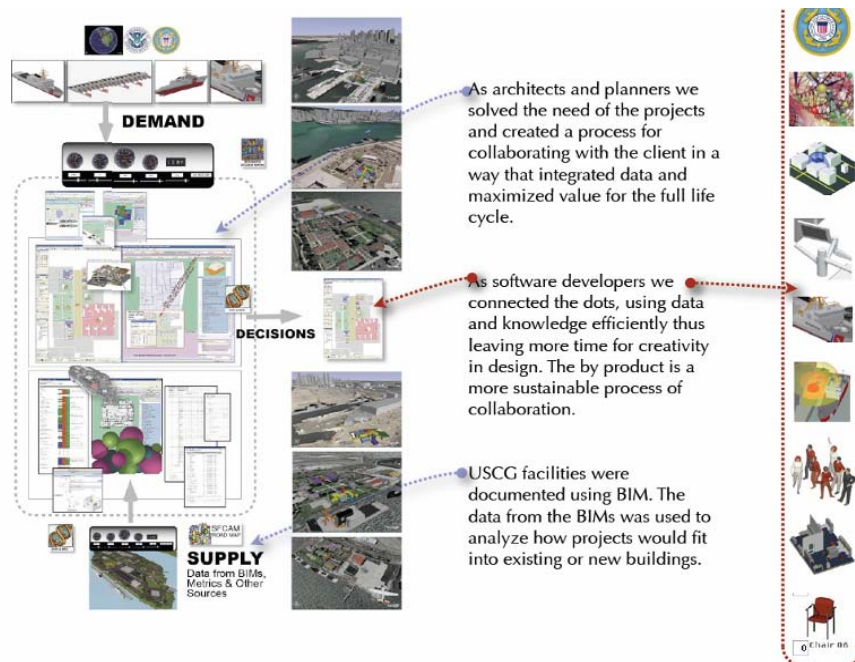 DEMAND
As architects and planners we
solved the need of the projects
and created a process for
collaborating with the client in a
way that integrated data and
maximized value for the full life
cycle.
As software developers we
connected the dots, using data
and knowledge efficiently thus
leaving more time for creativity
in design. The by product is a
more sustainable process of
collaboration.
DECISIONS
USCG facilities were
documented using BIM. The
data from the BIMs was used to
analyze how projects would fit
into existing or new buildings.
SFCAM
ROAD MAP
SUPPLY
Data from BIMs,
Metrics & Other
Sources
0
Chair 06